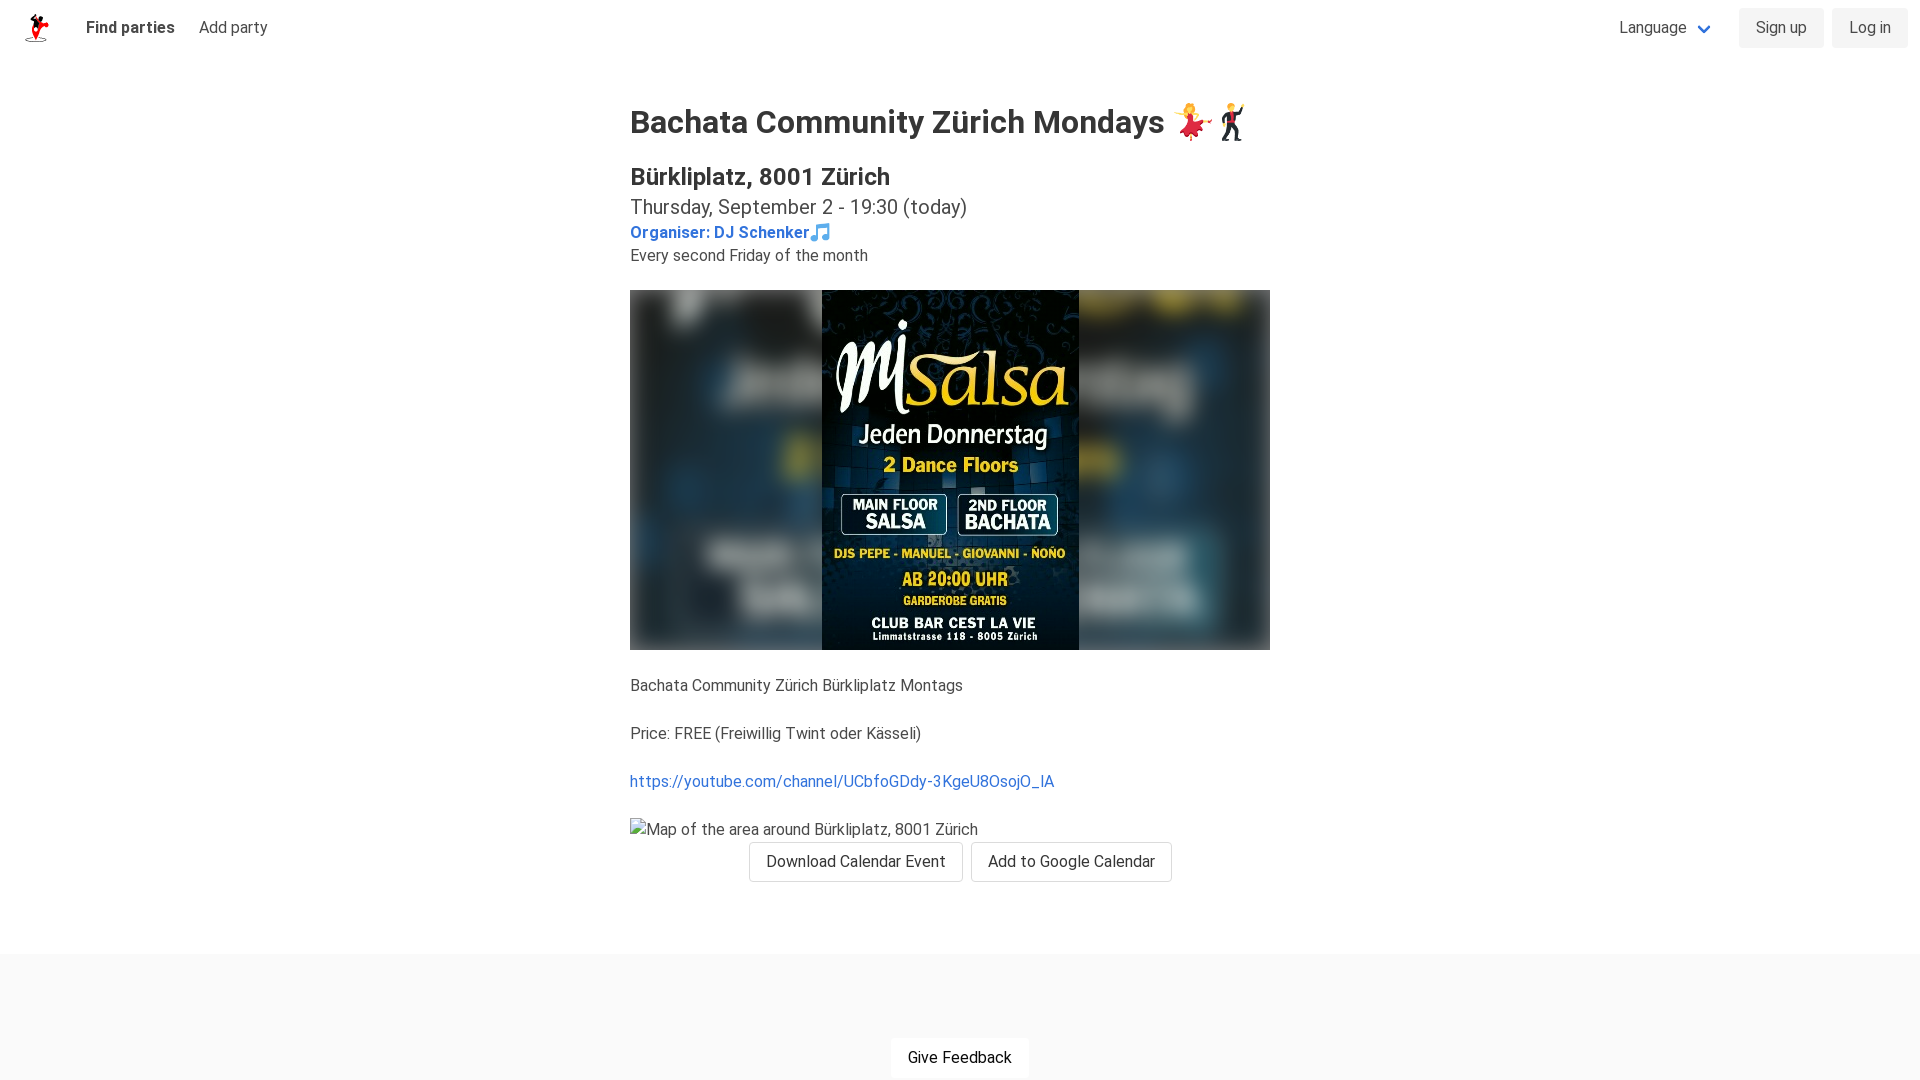 Find parties
Add party
Language
Sign up
Log in
Bachata Community Zürich Mondays 💃🕺
Bürkliplatz, 8001 Zürich
Thursday, September 2 - 19:30 (today)
Organiser: DJ Schenker🎵
Every second Friday of the month
mi Salsa
Jeden Donnerstag
2 Dance Floors
MAIN FLOOR
SALSA
2ND FLOOR
BACHATA
DJS PEPE - MANUEL - GIOVANNI - ÑOÑO
AB 20:00 UHR
GARDEROBE GRATIS
CLUB BAR CEST LA VIE
Limmatstrasse 118 - 8005 Zürich
Bachata Community Zürich Bürkliplatz Montags
Price: FREE (Freiwillig Twint oder Kässeli)
https://youtube.com/channel/UCbfoGDdy-3KgeU8OsojO_lA
Map of the area around Bürkliplatz, 8001 Zürich
Download Calendar Event
Add to Google Calendar
Give Feedback